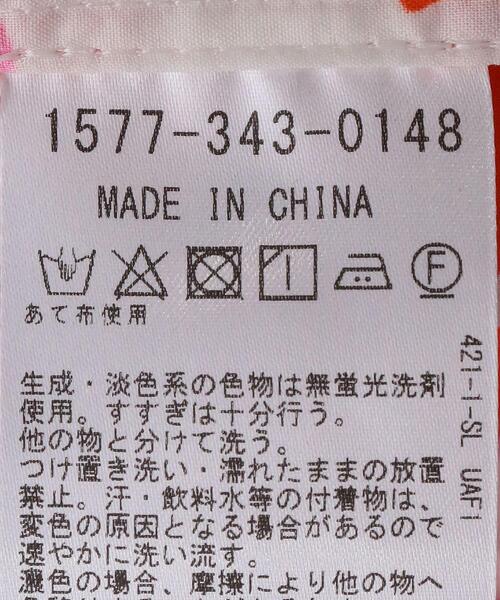 1577-343-0148
MADE IN CHINA
F
あて布使用
生成・淡色系の色物は無蛍光洗剤
使用。すすぎは十分行う。
他の物と分けて洗う。
つけ置き洗い・濡れたままの放置
禁止。汗・飲料水等の付着物は、
変色の原因となる場合があるので
速やかに洗い流す。
濃色の場合、摩擦により他の物へ
421-1-SL UAF1